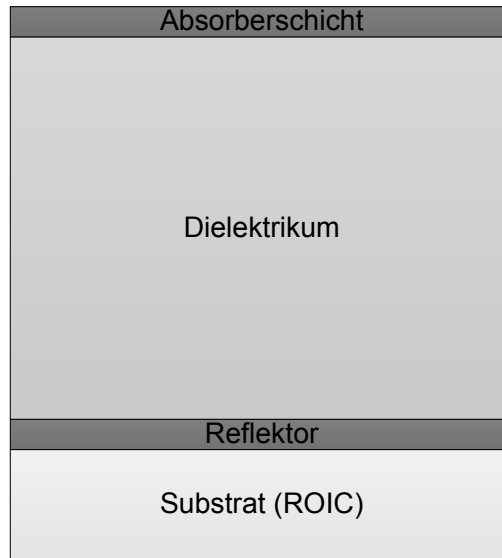 Absorberschicht
Dielektrikum
Reflektor
Substrat (ROIC)